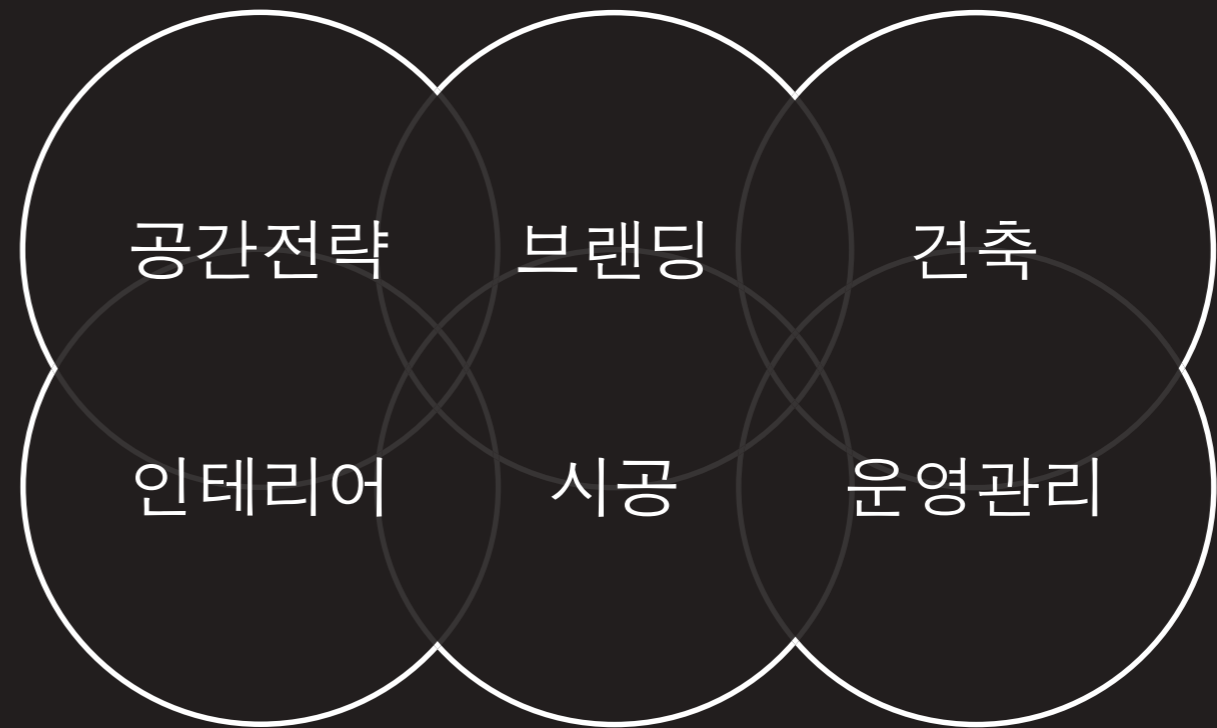 공간전략
브랜딩
건축
인테리어
시공
운영관리